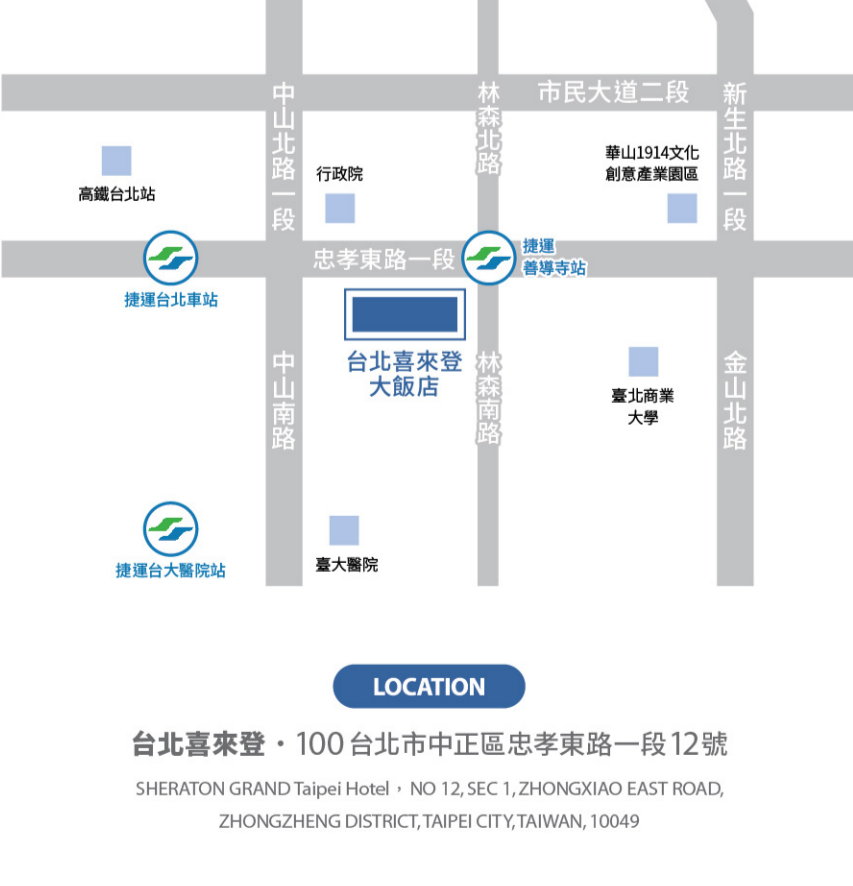 市民大道二段
中山北路一段
林森北路
新生北路一段
高鐵台北站
行政院
華山1914文化
創意產業園區
忠孝東路一段
捷運
善導寺站
捷運台北車站
台北喜來登
大飯店
中山南路
林森南路
臺北商業
大學
金山北路
捷運台大醫院站
臺大醫院
LOCATION
台北喜來登・100台北市中正區忠孝東路一段12號
SHERATON GRAND Taipei Hotel，NO 12, SEC 1, ZHONGXIAO EAST ROAD,
ZHONGZHENG DISTRICT, TAIPEI CITY, TAIWAN, 10049